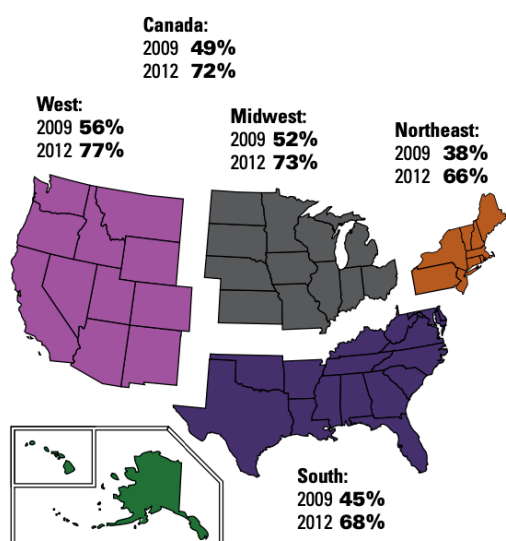 Canada:
2009 49%
2012 72%
West:
2009 56%
2012 77%
Midwest:
2009 52%
2012 73%
Northeast:
2009 38%
2012 66%
South:
2009 45%
2012 68%